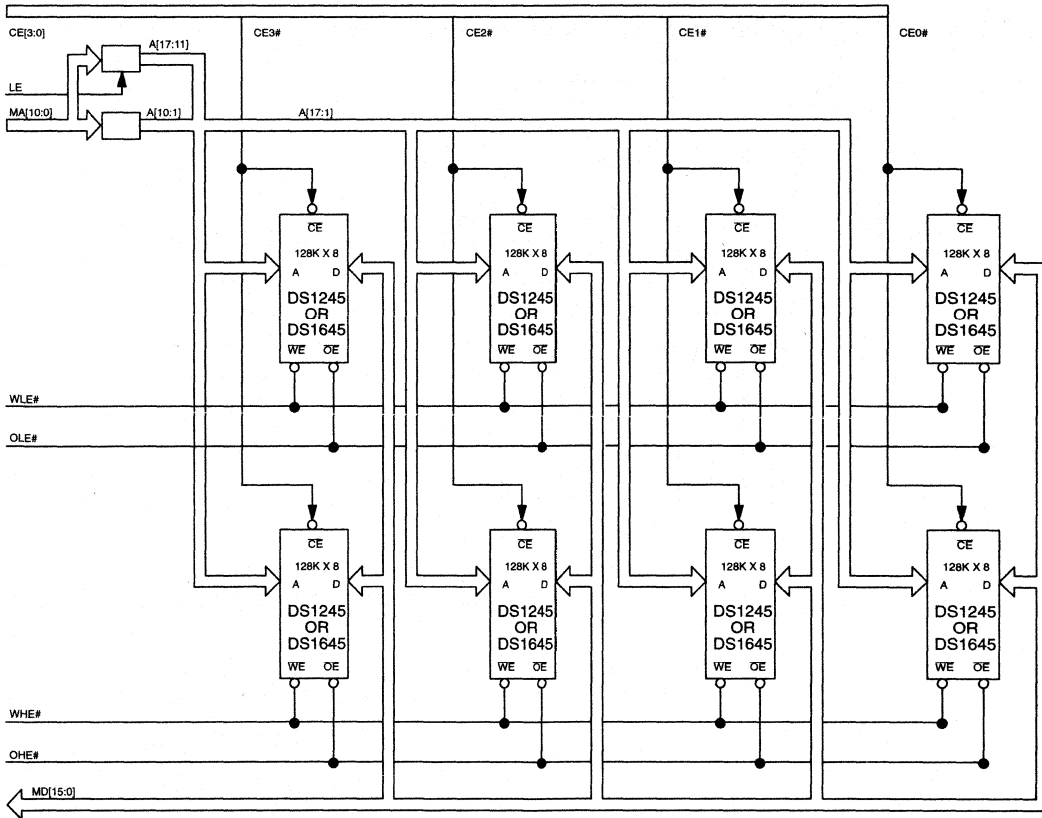 CE[3:0] CE3# CE2# CE1# CE0#
A[17:11}
LE
MA[10:0] A[10:1] A[17:1}
CE CE CE CE
128K X 8 128K X 8 128K X 8 128K X 8
A D A D A D A D
DS1245 DS1245 DS1245 DS1245
OR OR OR OR
DS1645 DS1645 DS1645 DS1645
WE OE WE OE WE OE WE OE
WLE#
OLE#
CE CE CE CE
128K X 8 128K X 8 128K X 8 128K X 8
A D A D A D A D
DS1245 DS1245 DS1245 DS1245
OR OR OR OR
DS1645 DS1645 DS1645 DS1645
WE OE WE OE WE OE WE OE
WHE#
OHE#
MD[15:0]